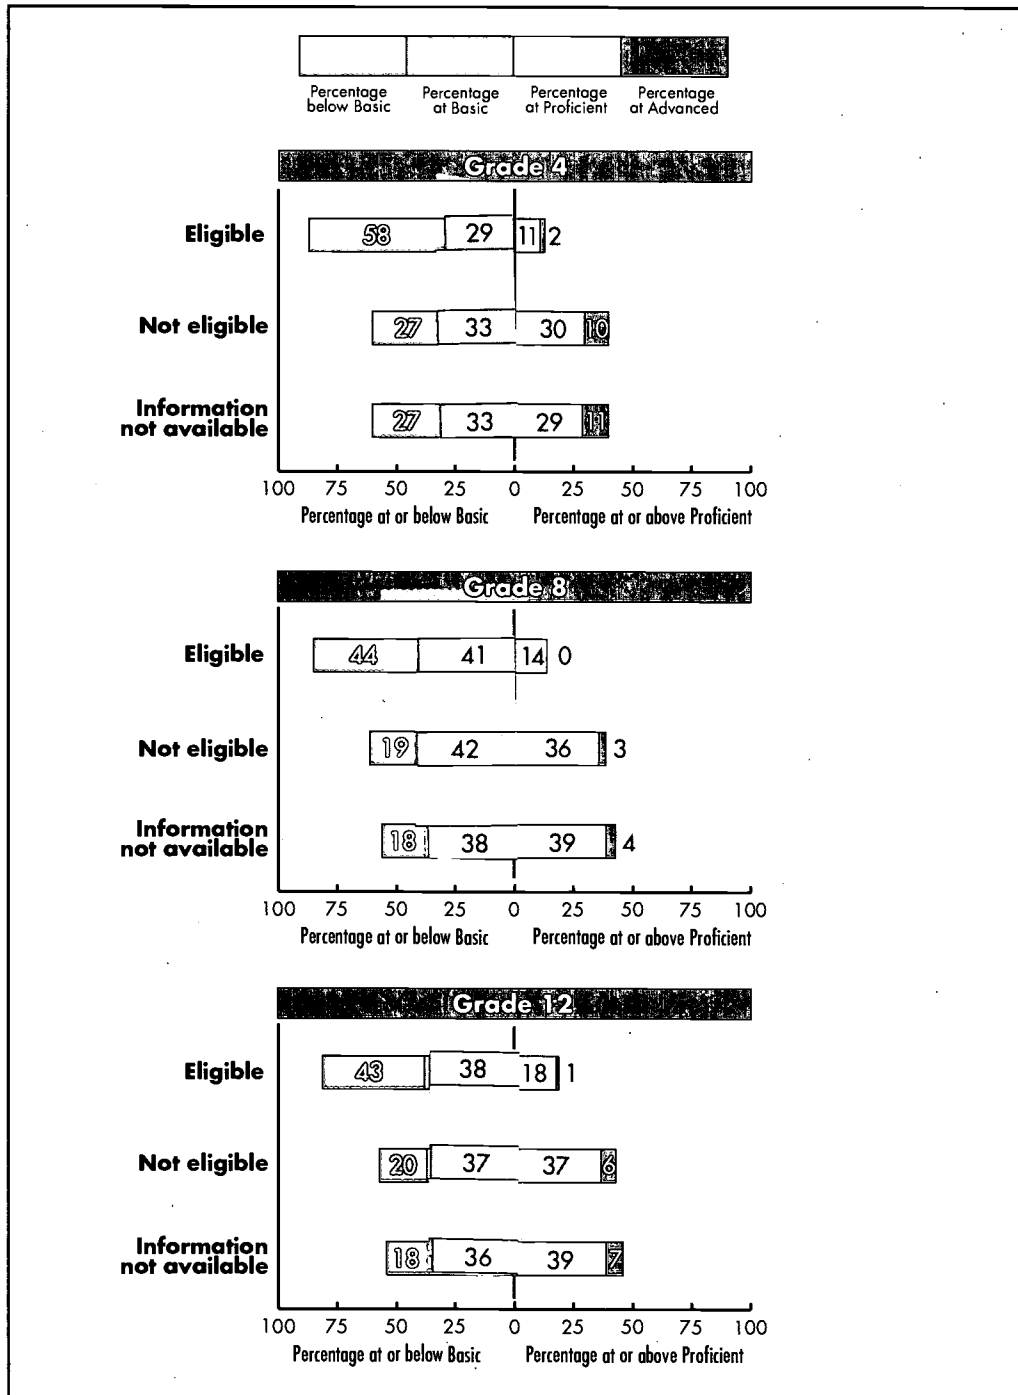 Percentage below Basic
Percentage at Basic
Percentage at Proficient
Percentage at Advanced
Grade 4
Eligible 58 29 11 2
Not eligible 27 33 30 10
Information not available 27 33 29 11
100 75 50 25 0 25 50 75 100
Percentage at or below Basic Percentage at or above Proficient
Grade 8
Eligible 44 41 14 0
Not eligible 19 42 36 3
Information not available 18 38 39 4
100 75 50 25 0 25 50 75 100
Percentage at or below Basic Percentage at or above Proficient
Grade 12
Eligible 43 38 18 1
Not eligible 20 37 37 6
Information not available 18 36 39 7
100 75 50 25 0 25 50 75 100
Percentage at or below Basic Percentage at or above Proficient